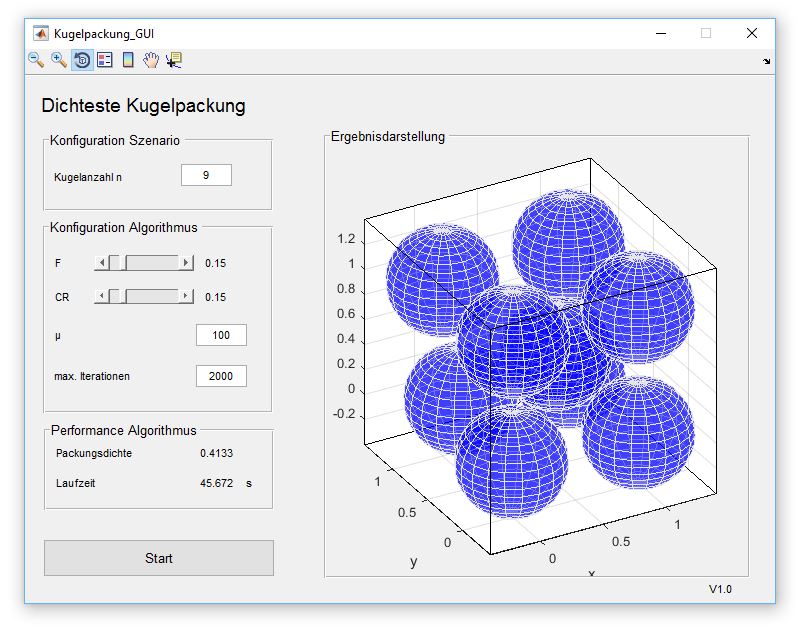 Kugelpackung_GUI
Dichteste Kugelpackung
Konfiguration Szenario
Kugelanzahl n 9
Konfiguration Algorithmus
F 0.15
CR 0.15
µ 100
max. Iterationen 2000
Performance Algorithmus
Packungsdichte 0.4133
Laufzeit 45.672 s
Start
Ergebnisdarstellung
1.2
1
0.8
0.6
0.4
0.2
0
-0.2
1
0.5
0
y
0
0.5
1
x
V1.0